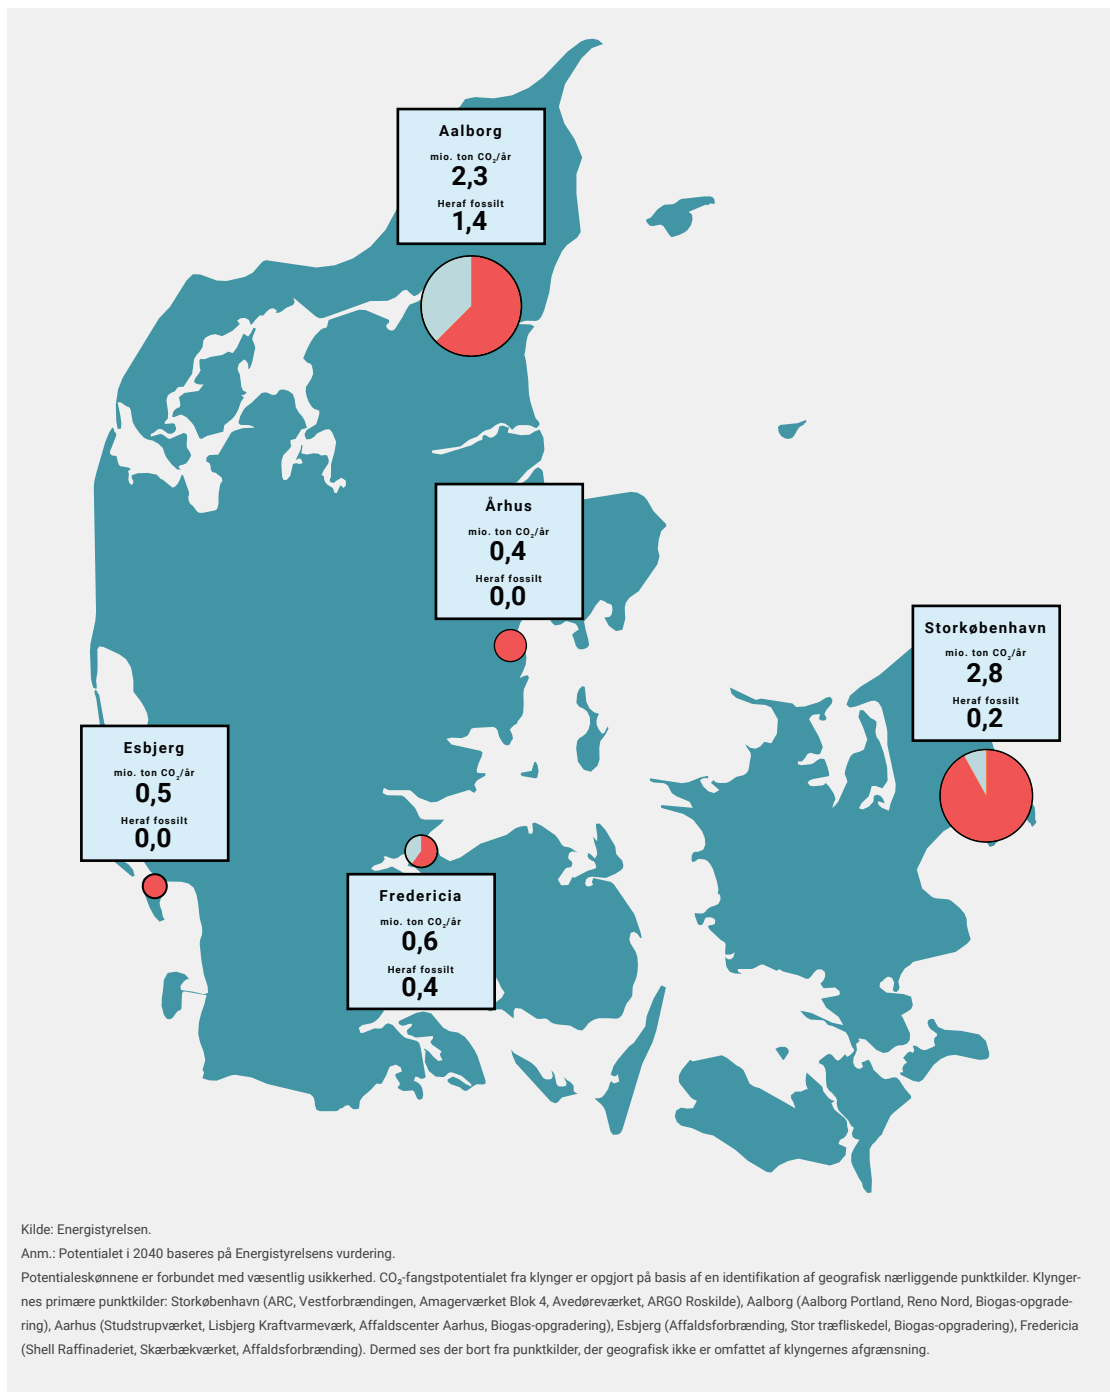 Aalborg
mio. ton CO₂/år
2,3
Heraf fossilt
1,4
Århus
mio. ton CO₂/år
0,4
Heraf fossilt
0,0
Storkøbenhavn
mio. ton CO₂/år
2,8
Heraf fossilt
0,2
Esbjerg
mio. ton CO₂/år
0,5
Heraf fossilt
0,0
Fredericia
mio. ton CO₂/år
0,6
Heraf fossilt
0,4
Kilde: Energistyrelsen.
Anm.: Potentialet i 2040 baseres på Energistyrelsens vurdering.
Potentialeskønnene er forbundet med væsentlig usikkerhed. CO₂-fangstpotentialet fra klynger er opgjort på basis af en identifikation af geografisk nærliggende punktkilder. Klynger-
nes primære punktkilder: Storkøbenhavn (ARC, Vestforbrændingen, Amagerværket Blok 4, Avedøreværket, ARGO Roskilde), Aalborg (Aalborg Portland, Reno Nord, Biogas-opgrade-
ring), Aarhus (Studstrupværket, Lisbjerg Kraftvarmeværk, Affaldscenter Aarhus, Biogas-opgradering), Esbjerg (Affaldsforbrænding, Stor træfliskedel, Biogas-opgradering), Fredericia
(Shell Raffinaderiet, Skærbækværket, Affaldsforbrænding). Dermed ses der bort fra punktkilder, der geografisk ikke er omfattet af klyngernes afgrænsning.